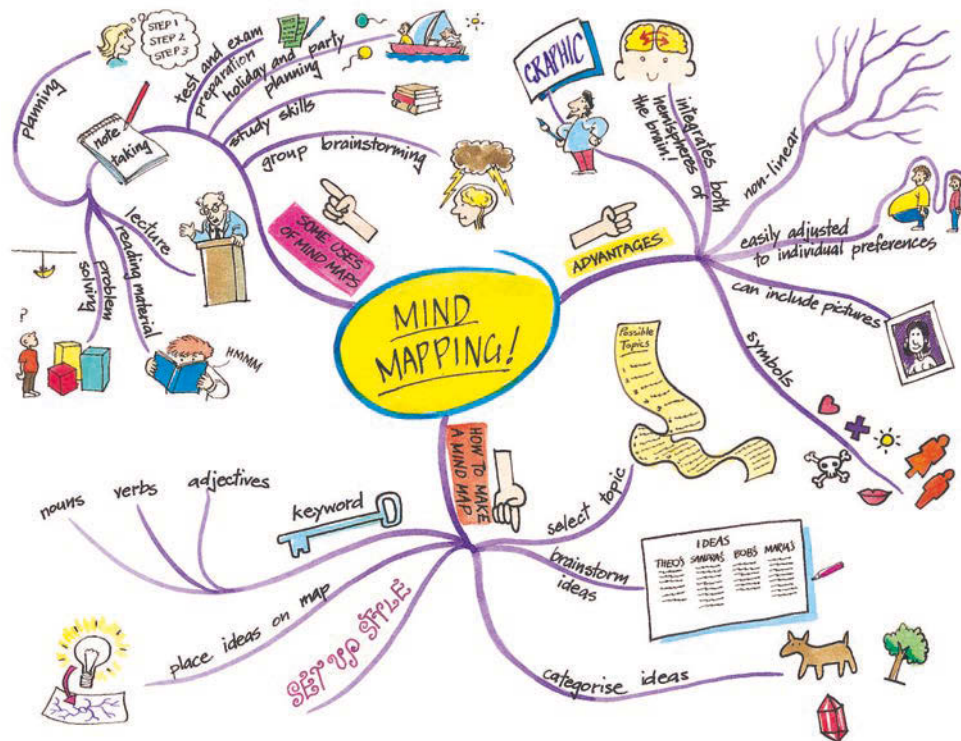 MIND
MAPPING!
SOME USES
OF MIND MAPS
planning
STEP 1
STEP 2
STEP 3
note
taking
test and exam
preparation
holiday and party
planning
study skills
group brainstorming
lecture
reading material
problem
solving
?
HMMM
ADVANTAGES
GRAPHIC
integrates both
hemispheres of
the brain!
non-linear
easily adjusted
to individual preferences
can include pictures
symbols
HOW TO MAKE
A MIND MAP
select topic
Possible
Topics
brainstorm
ideas
IDEAS
THEO'S SANDRA'S BOB'S MARIA'S
categorise ideas
SET UP STYLE
place ideas on map
keyword
nouns
verbs
adjectives